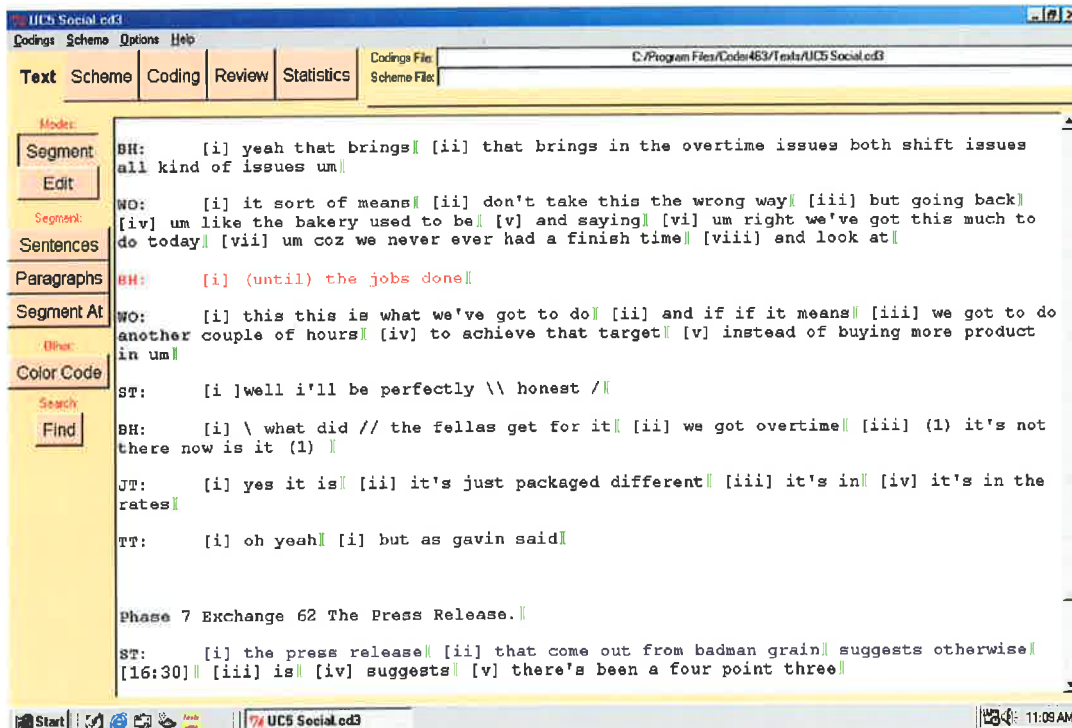 UC5 Social.cd3
Codings Scheme Options Help
Text Scheme Coding Review Statistics
Codings File: C:/Program Files/Coder463/Texts/UC5 Social.cd3
Scheme File:
Modes:
Segment
Edit
Segment:
Sentences
Paragraphs
Segment At
Other:
Color Code
Search:
Find
BH: [i] yeah that brings [ii] that brings in the overtime issues both shift issues
all kind of issues um
WO: [i] it sort of means [ii] don't take this the wrong way [iii] but going back
[iv] um like the bakery used to be [v] and saying [vi] um right we've got this much to
do today [vii] um coz we never ever had a finish time [viii] and look at
BH: [i] (until) the jobs done
WO: [i] this this is what we've got to do [ii] and if if it means [iii] we got to do
another couple of hours [iv] to achieve that target [v] instead of buying more product
in um
ST: [i ]well i'll be perfectly \\ honest /
BH: [i] \ what did // the fellas get for it [ii] we got overtime [iii] (1) it's not
there now is it (1)
JT: [i] yes it is [ii] it's just packaged different [iii] it's in [iv] it's in the
rates
TT: [i] oh yeah [i] but as gavin said
Phase 7 Exchange 62 The Press Release.
ST: [i] the press release [ii] that come out from badman grain suggests otherwise
[16:30] [iii] is [iv] suggests [v] there's been a four point three
Start UC5 Social.cd3 11:09 AM